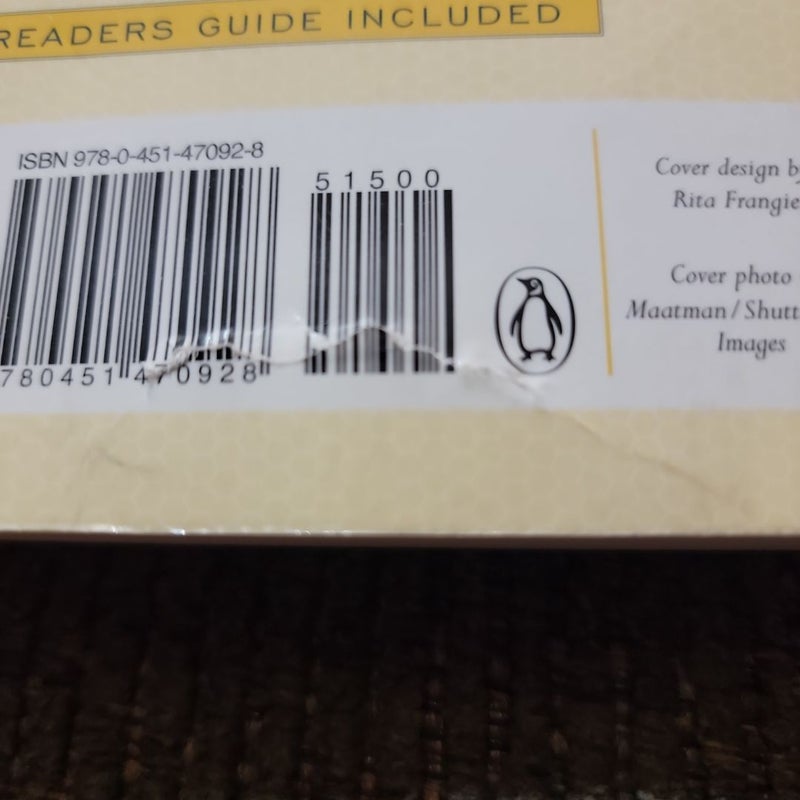 READERS GUIDE INCLUDED
ISBN 978-0-451-47092-8
51500
780451 470928
Cover design by
Rita Frangie
Cover photo
Maatman/Shutt
Images